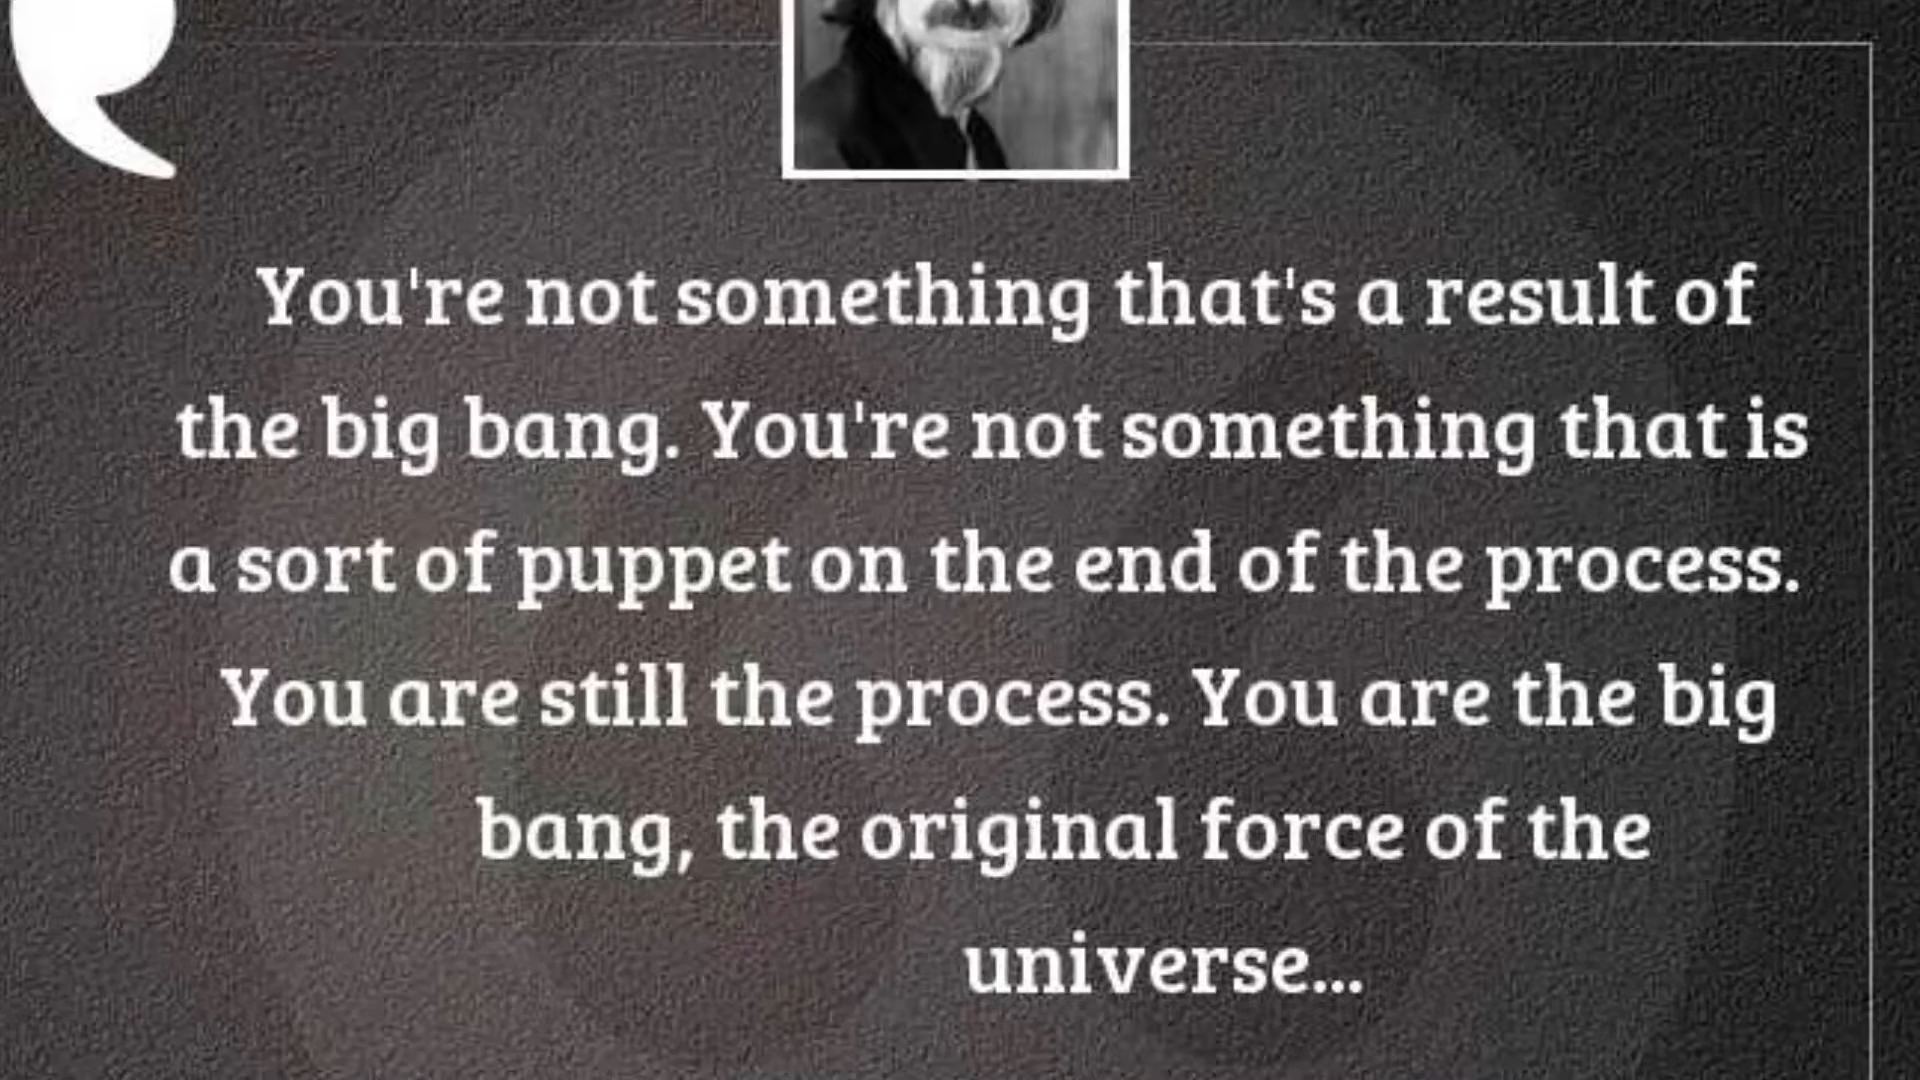 You're not something that's a result of
the big bang. You're not something that is
a sort of puppet on the end of the process.
You are still the process. You are the big
bang, the original force of the
universe...